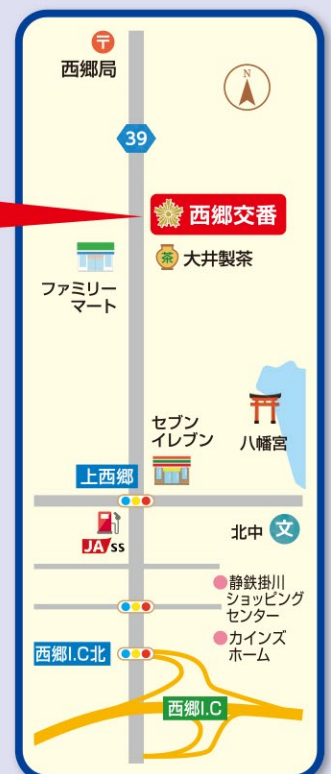 〒
西郷局
N
39
西郷交番
茶
大井製茶
ファミリー
マート
セブン
イレブン
八幡宮
上西郷
JA SS
北中
文
静鉄掛川
ショッピング
センター
カインズ
ホーム
西郷I.C北
西郷I.C